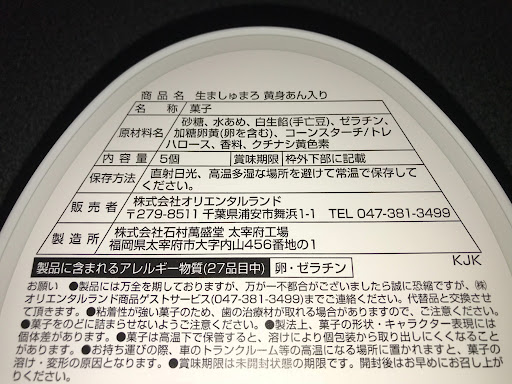 商品名 生ましゅまろ 黄身あん入り
名 称 菓子
原材料名 砂糖、水あめ、白生餡(手亡豆)、ゼラチン、
加糖卵黄(卵を含む)、コーンスターチ/トレ
ハロース、香料、クチナシ黄色素
内容量 5個 賞味期限 枠外下部に記載
保存方法 直射日光、高温多湿な場所を避けて常温で保存して
ください。
販売者 株式会社オリエンタルランド
〒279-8511 千葉県浦安市舞浜1-1 TEL 047-381-3499
製造所 株式会社石村萬盛堂 太宰府工場
福岡県太宰府市大字内山456番地の1
KJK
製品に含まれるアレルギー物質(27品目中) 卵・ゼラチン
お願い ●製品には万全を期しておりますが、万が一不都合がございましたら誠に恐縮ですが、㈱
オリエンタルランド商品ゲストサービス(047-381-3499)までご連絡ください。代替品と交換させ
て頂きます。●粘着性が強い菓子のため、歯の治療材が取れる場合がありますので、ご注意ください。
●菓子をのどに詰まらせないようご注意ください。●製法上、菓子の形状・キャラクター表現には
個体差があります。●菓子は高温下で保管すると、溶けにより個包装から取り出しにくくなることが
があります。●お持ち運びの際、車のトランクルーム等の高温になる場所に置かれますと、菓子の
溶け・変形の原因となります。●賞味期限は未開封状態の期限です。開封後はお早めにお召し上が
りください。